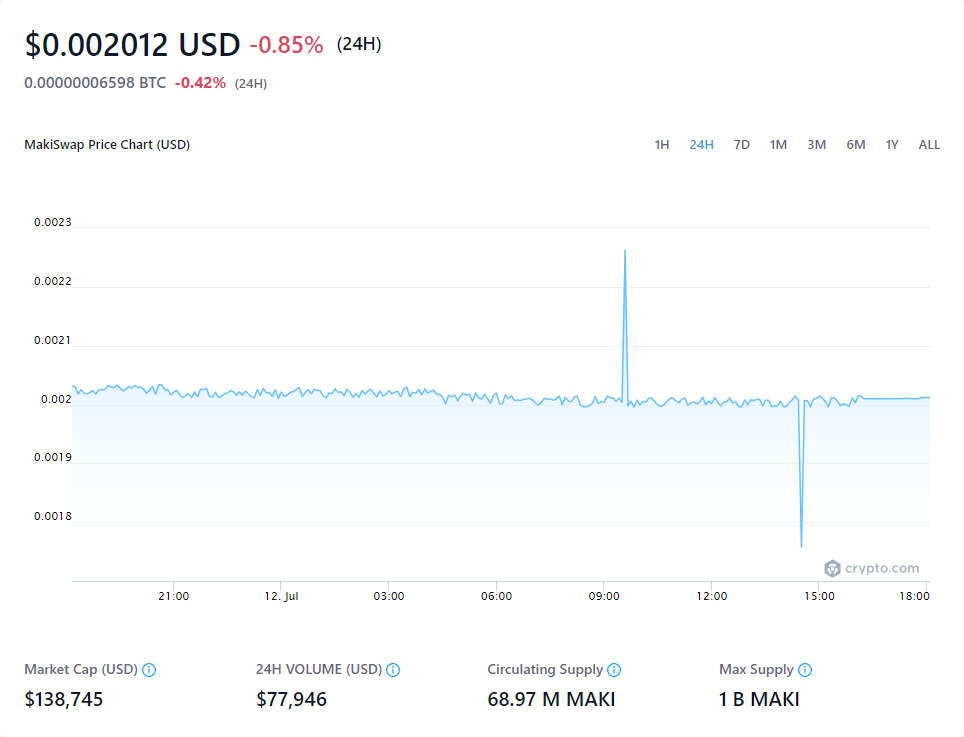 $0.002012 USD -0.85% (24H)
0.00000006598 BTC -0.42% (24H)
MakiSwap Price Chart (USD) 1H 24H 7D 1M 3M 6M 1Y ALL
0.0023
0.0022
0.0021
0.002
0.0019
0.0018
crypto.com
21:00 12. Jul 03:00 06:00 09:00 12:00 15:00 18:00
Market Cap (USD) 24H VOLUME (USD) Circulating Supply Max Supply
$138,745 $77,946 68.97 M MAKI 1 B MAKI